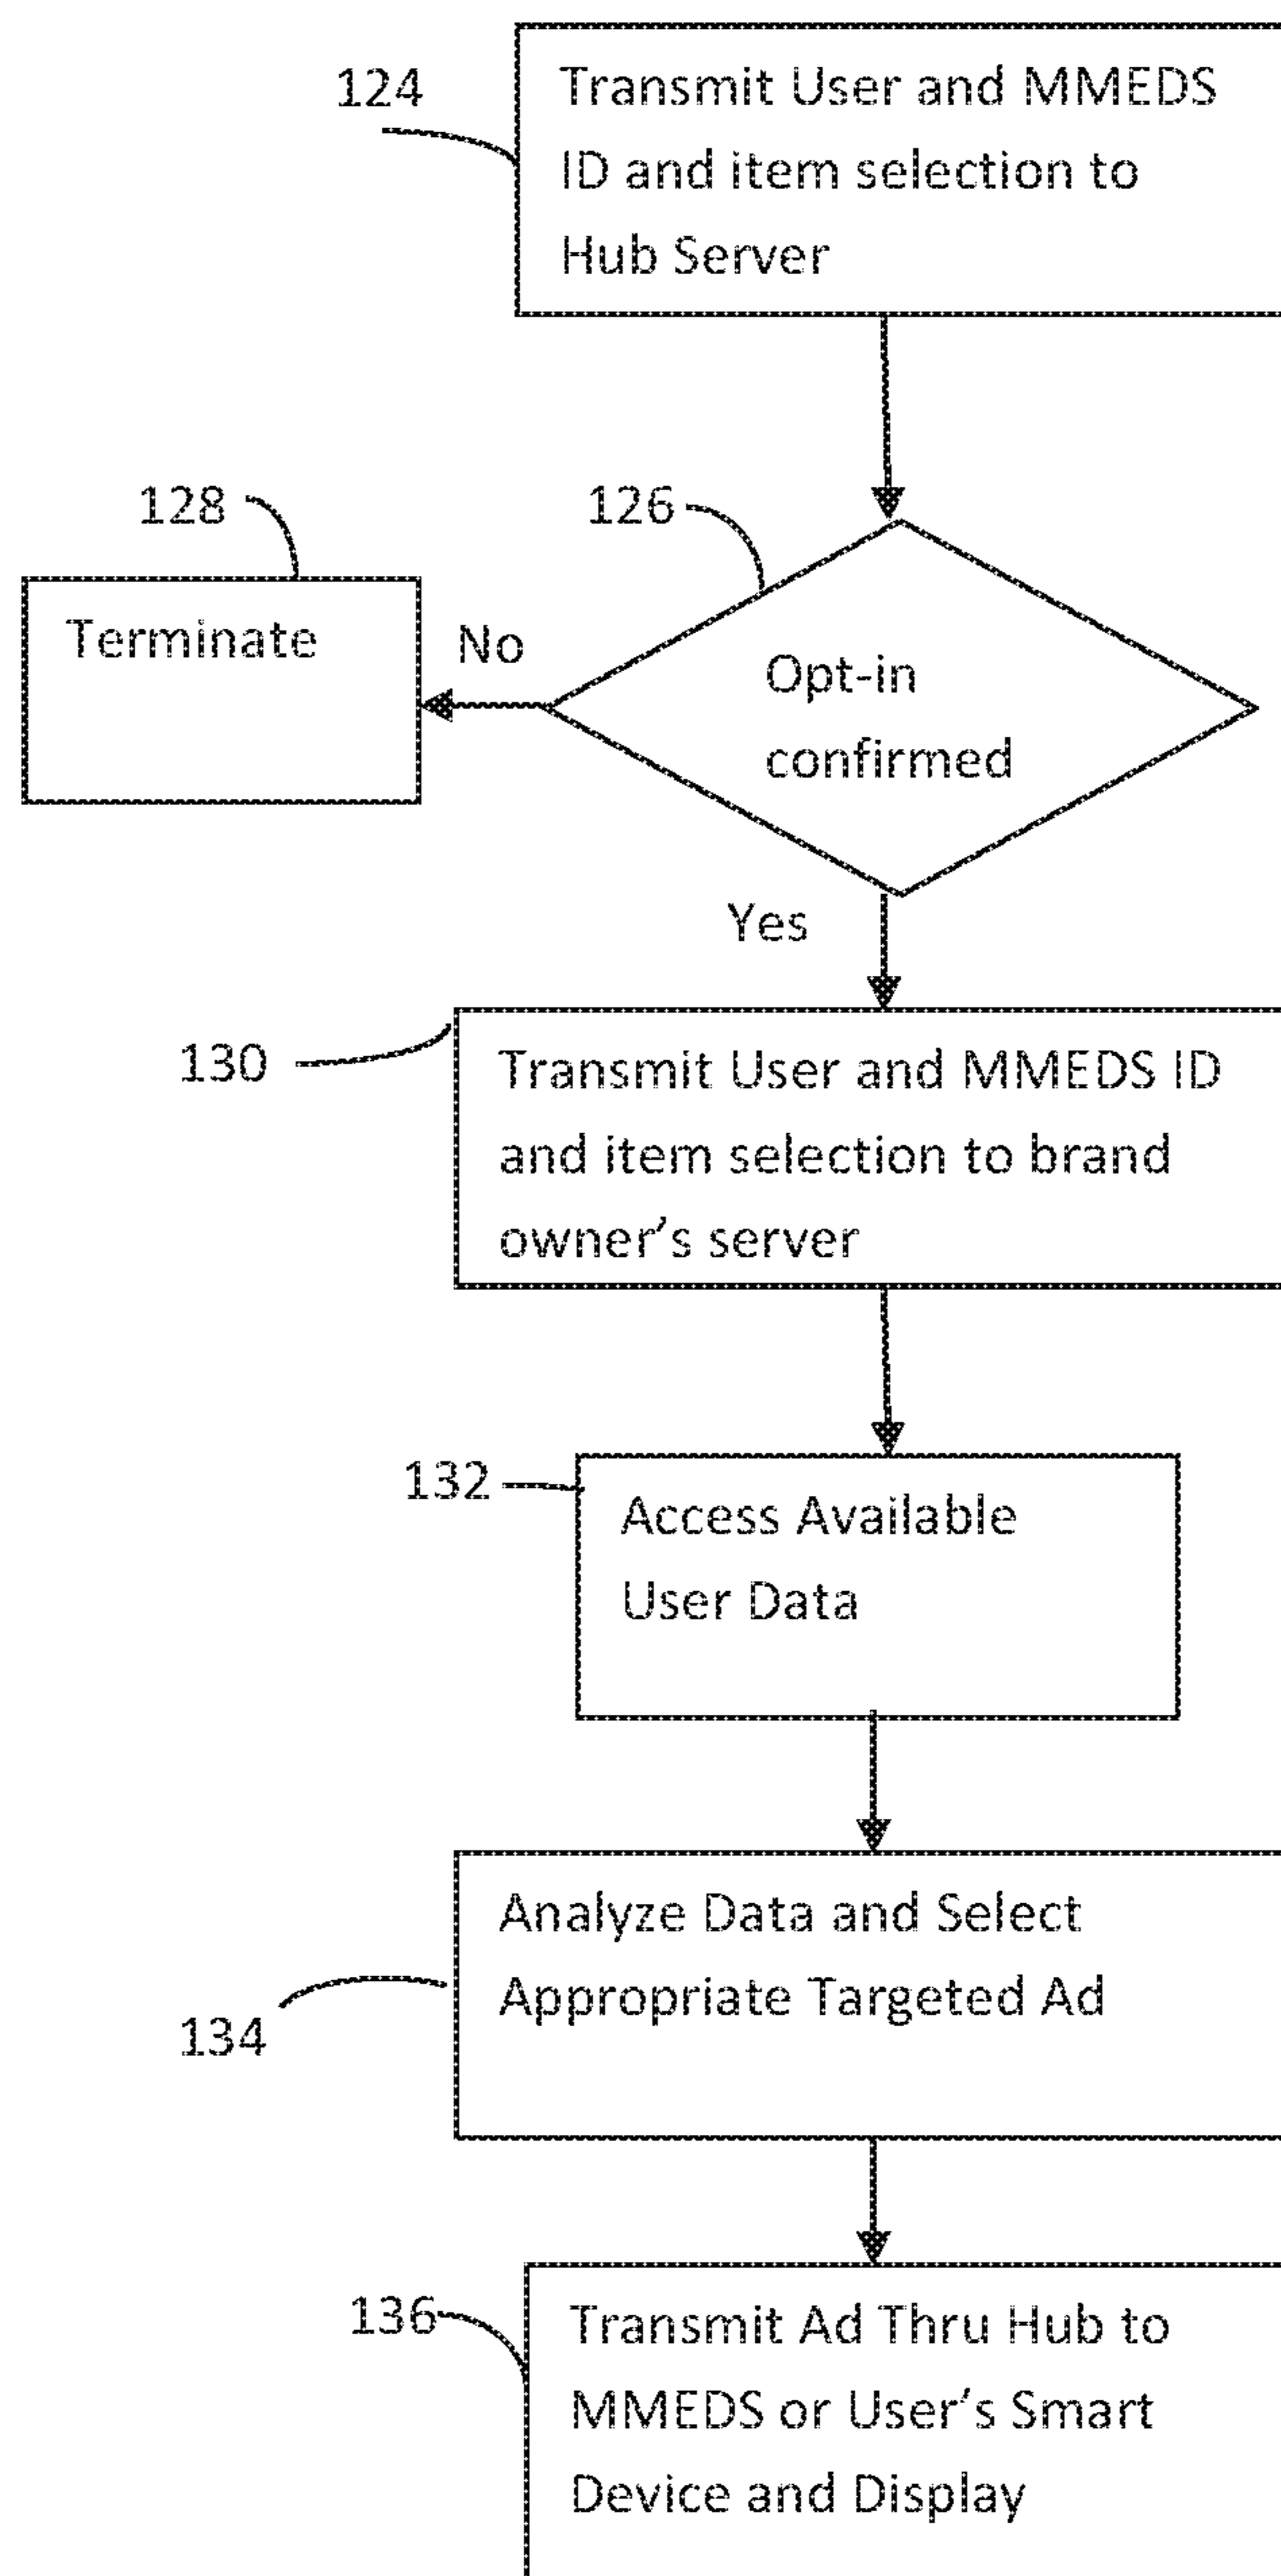 124
Transmit User and MMEDS
ID and item selection to
Hub Server
128
126
Terminate
No
Opt-in
confirmed
Yes
130
Transmit User and MMEDS ID
and item selection to brand
owner's server
132
Access Available
User Data
Analyze Data and Select
Appropriate Targeted Ad
134
136
Transmit Ad Thru Hub to
MMEDS or User's Smart
Device and Display